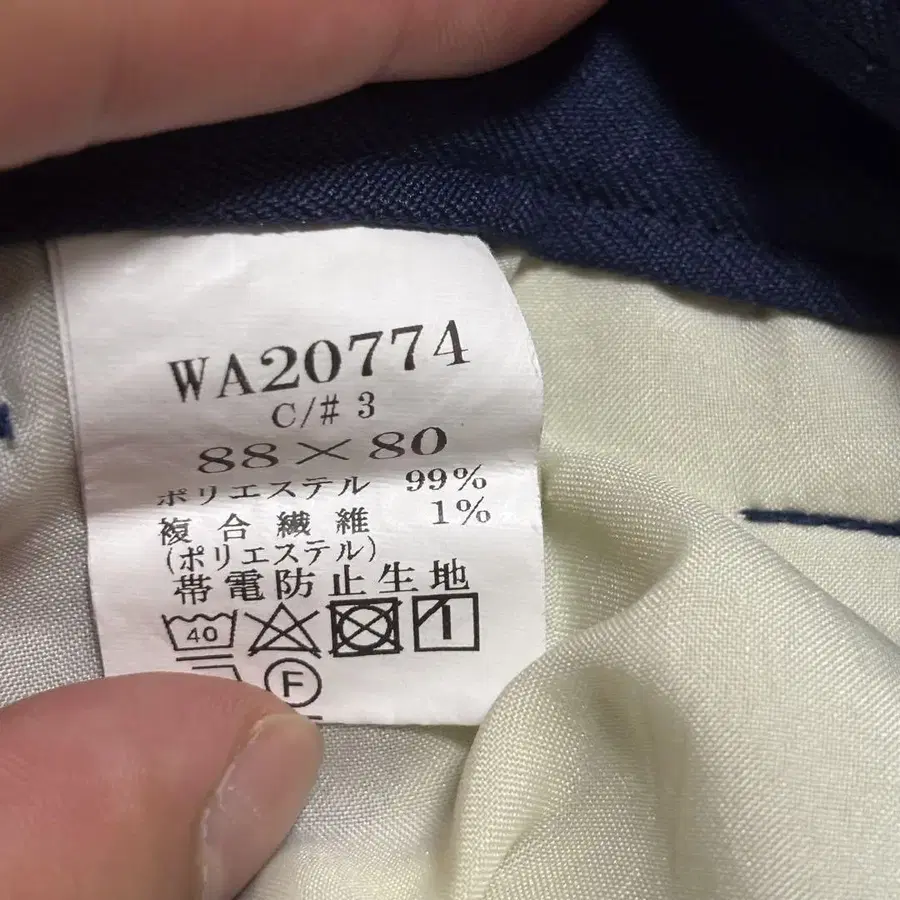 WA20774
C/# 3
88×80
ポリエステル 99%
複合繊維 1%
(ポリエステル)
帯電防止生地
40
F